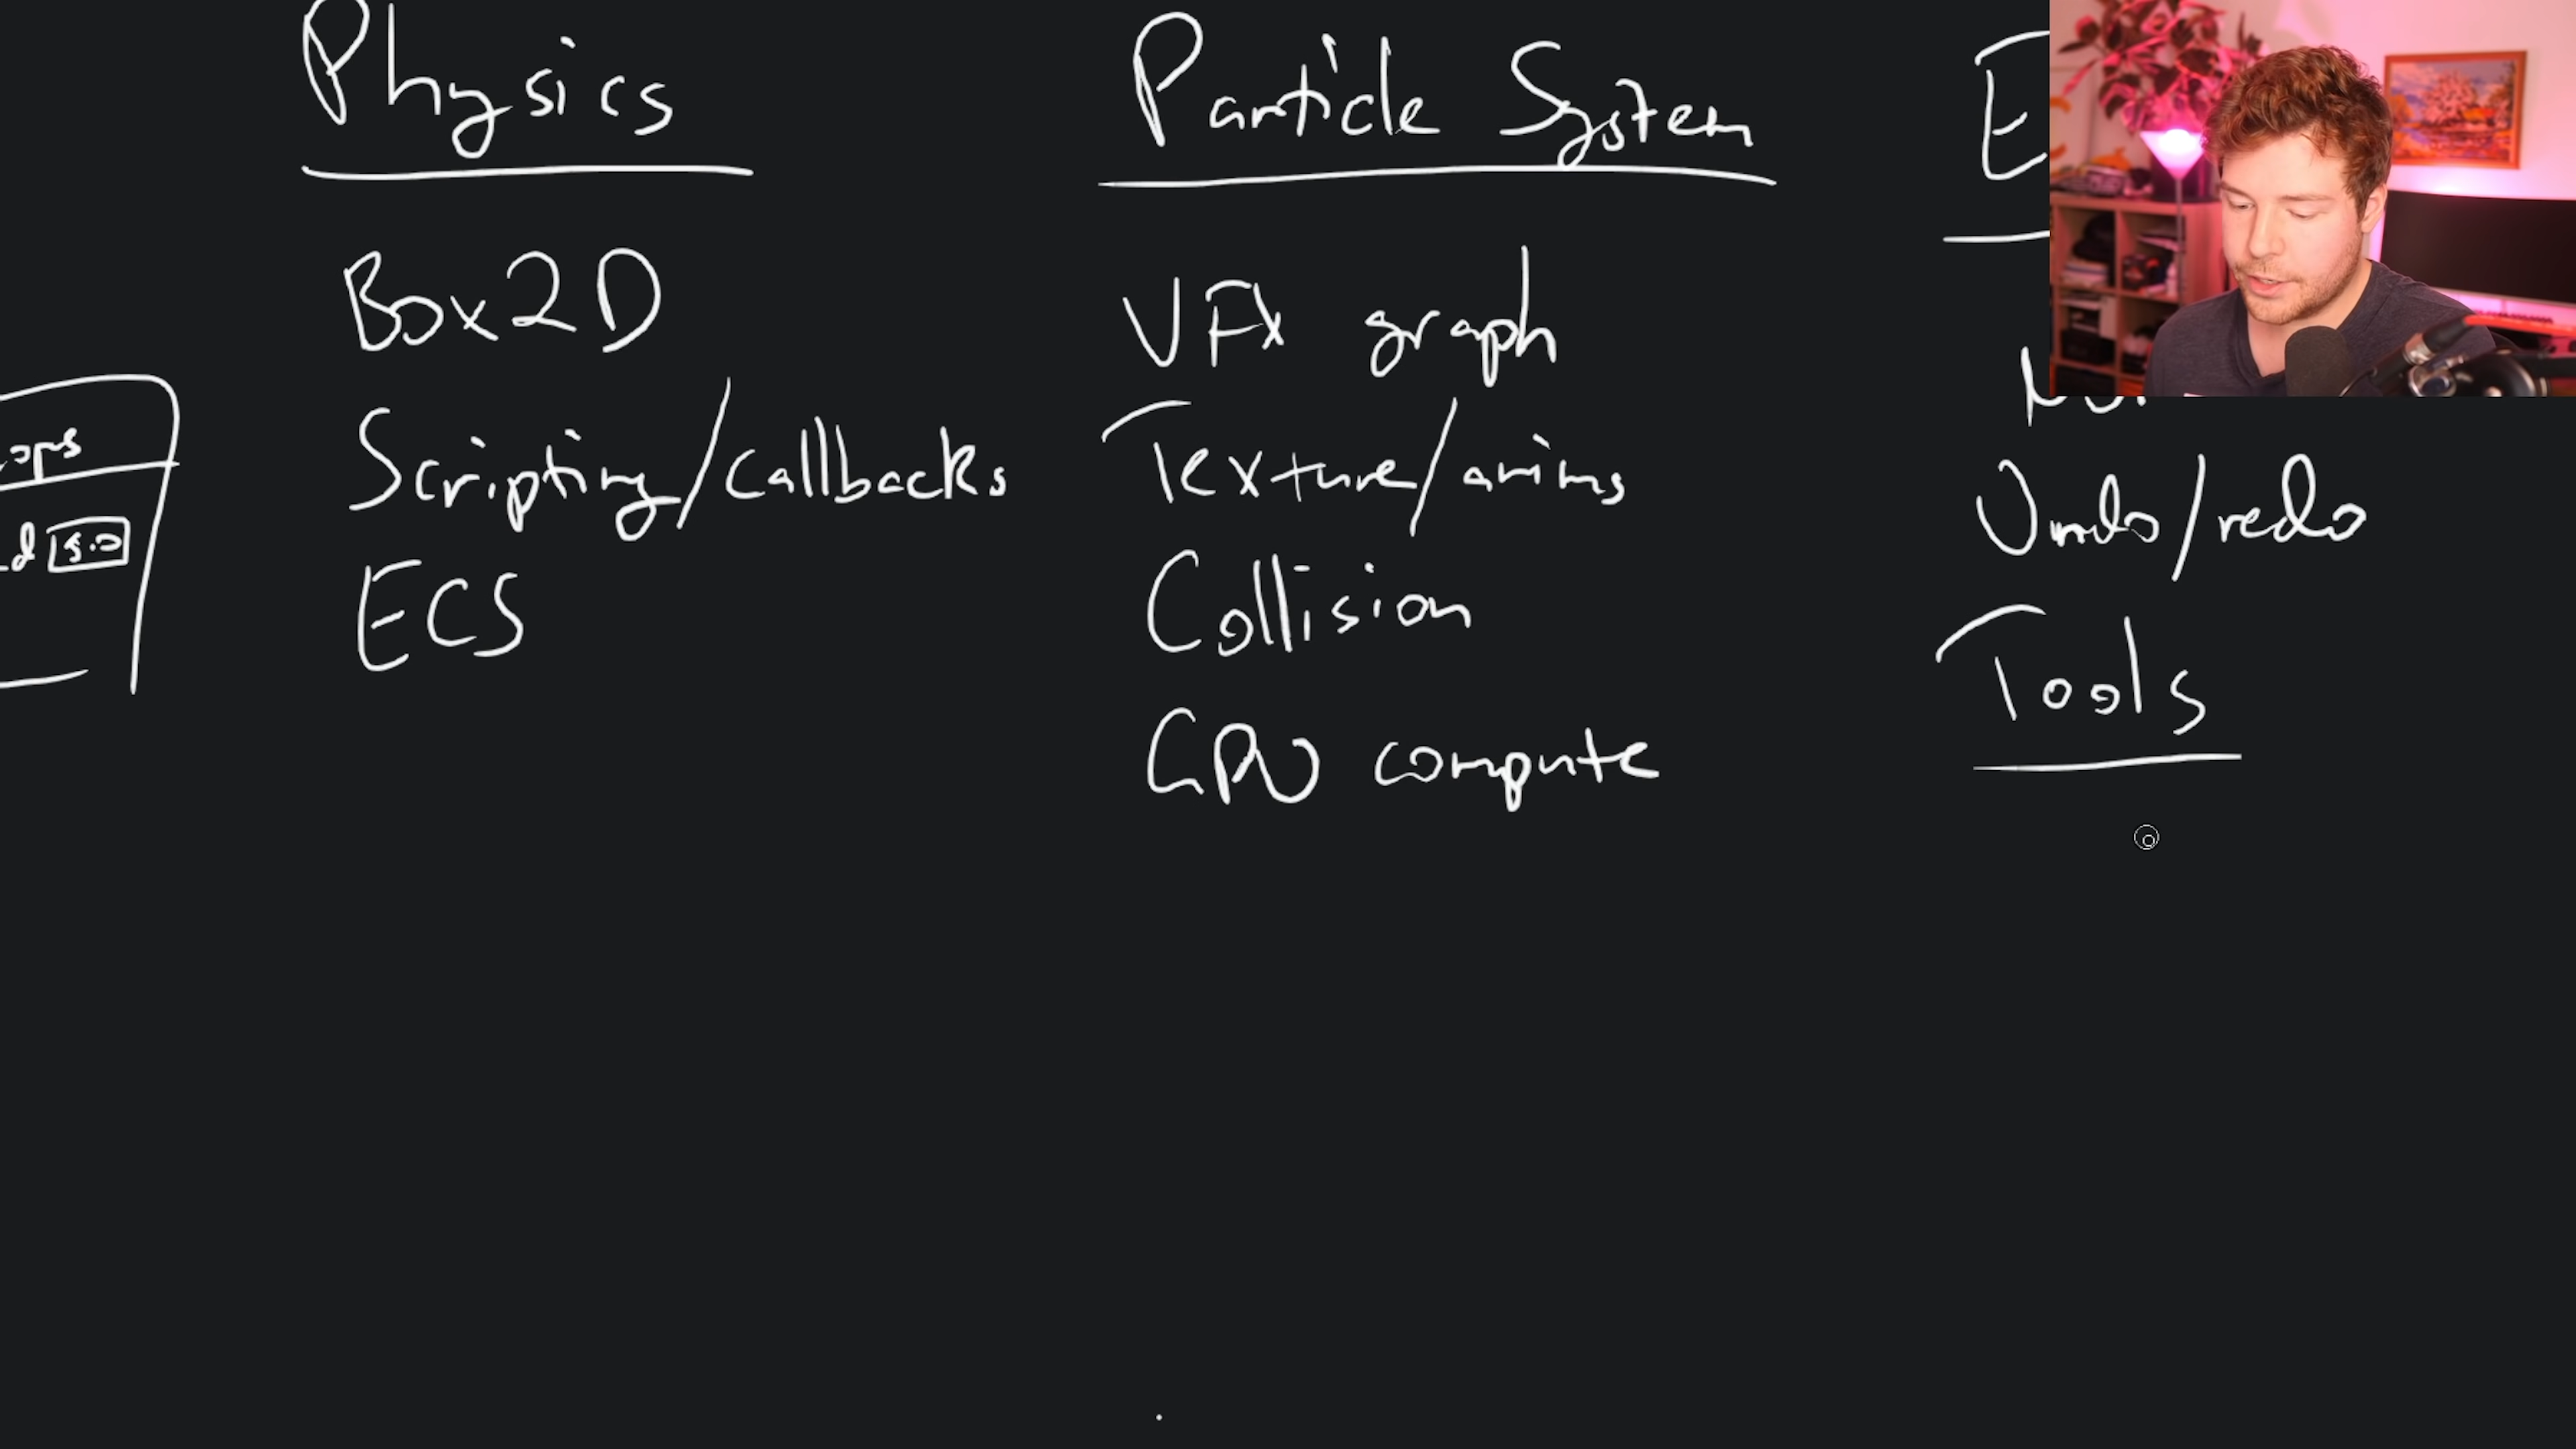 Physics
Box2D
Scripting/callbacks
ECS
Particle System
VFX graph
Texture/anims
Collision
GPU compute
Undo/redo
Tools